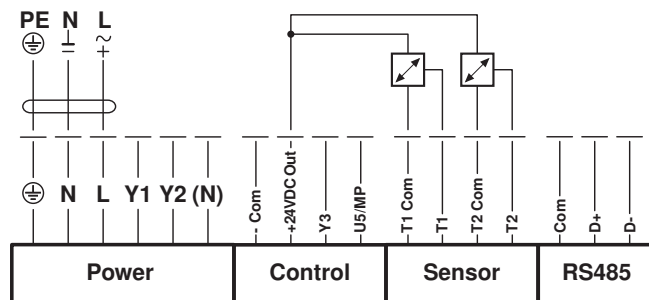 PE N L
N L Y1 Y2 (N)
- Com
+24VDC Out
Y3
U5/MP
T1 Com
T1
T2 Com
T2
Com
D+
D-
Power Control Sensor RS485